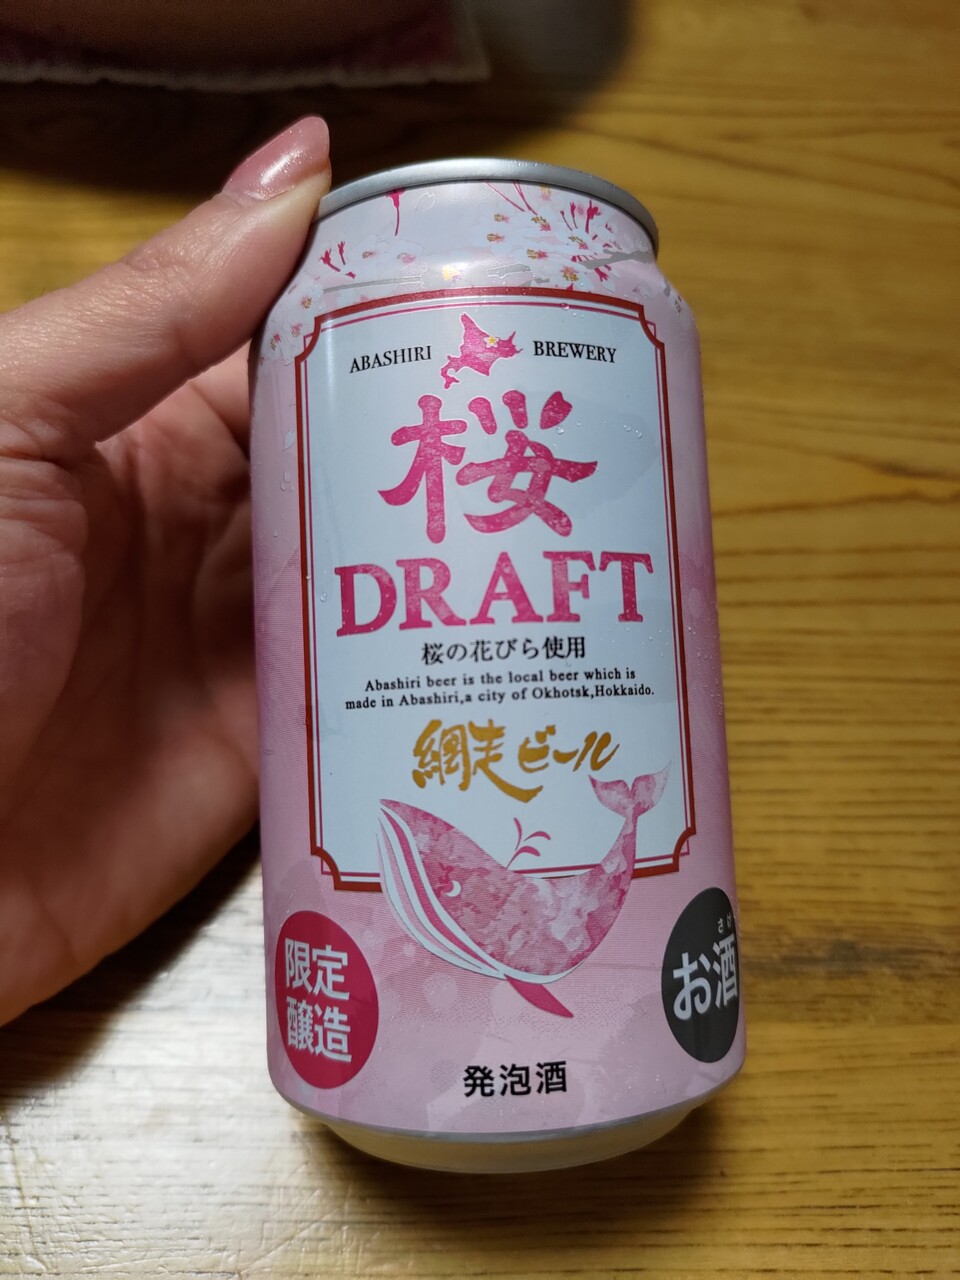 ABASHIRI BREWERY
桜
DRAFT
桜の花びら使用
Abashiri beer is the local beer which is
made in Abashiri,a city of Okhotsk,Hokkaido.
網走ビール
限定
醸造
さけ
お酒
発泡酒